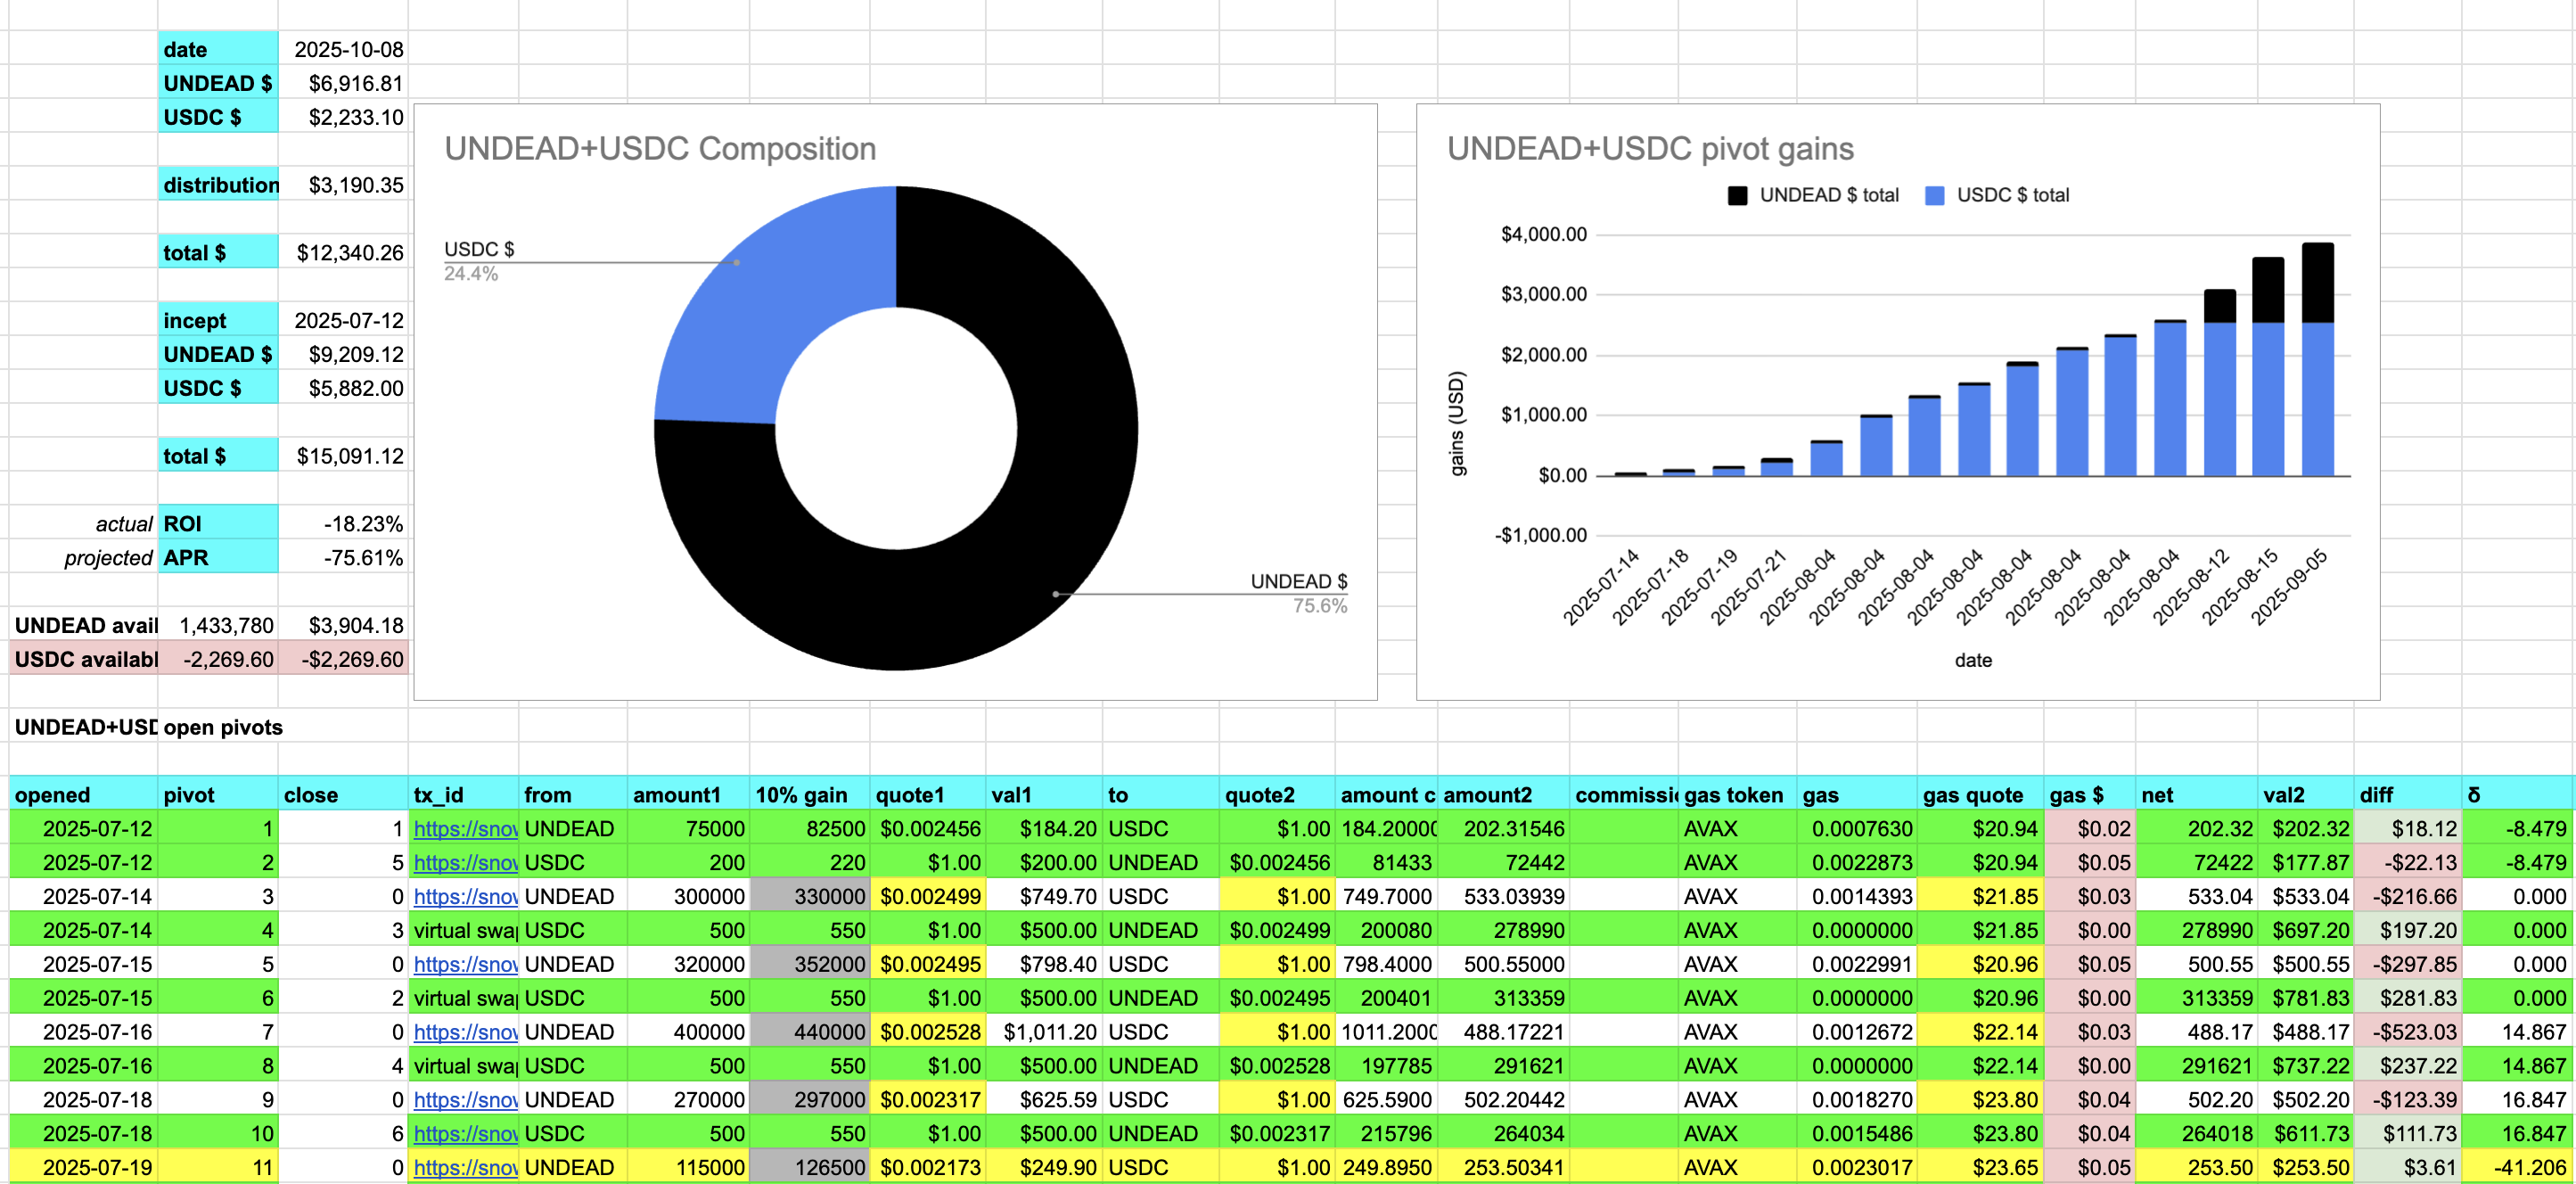 date 2025-10-08
UNDEAD $ $6,916.81
USDC $ $2,233.10
distribution $3,190.35
total $ $12,340.26
incept 2025-07-12
UNDEAD $ $9,209.12
USDC $ $5,882.00
total $ $15,091.12
actual ROI -18.23%
projected APR -75.61%
UNDEAD avail 1,433,780 $3,904.18
USDC availabl -2,269.60 -$2,269.60
UNDEAD+USDC Composition
USDC $
24.4%
UNDEAD $
75.6%
UNDEAD+USDC pivot gains
UNDEAD $ total USDC $ total
gains (USD)
$4,000.00
$3,000.00
$2,000.00
$1,000.00
$0.00
-$1,000.00
2025-07-14 2025-07-18 2025-07-19 2025-07-21 2025-08-04 2025-08-04 2025-08-04 2025-08-04 2025-08-04 2025-08-04 2025-08-04 2025-08-04 2025-08-12 2025-08-15 2025-09-05
date
UNDEAD+USD open pivots
opened pivot close tx_id from amount1 10% gain quote1 val1 to quote2 amount c amount2 commissi gas token gas gas quote gas $ net val2 diff δ
2025-07-12 1 1 https://snow UNDEAD 75000 82500 $0.002456 $184.20 USDC $1.00 184.20000 202.31546 AVAX 0.0007630 $20.94 $0.02 202.32 $202.32 $18.12 -8.479
2025-07-12 2 5 https://snow USDC 200 220 $1.00 $200.00 UNDEAD $0.002456 81433 72442 AVAX 0.0022873 $20.94 $0.05 72422 $177.87 -$22.13 -8.479
2025-07-14 3 0 https://snow UNDEAD 300000 330000 $0.002499 $749.70 USDC $1.00 749.7000 533.03939 AVAX 0.0014393 $21.85 $0.03 533.04 $533.04 -$216.66 0.000
2025-07-14 4 3 virtual swap USDC 500 550 $1.00 $500.00 UNDEAD $0.002499 200080 278990 AVAX 0.0000000 $21.85 $0.00 278990 $697.20 $197.20 0.000
2025-07-15 5 0 https://snow UNDEAD 320000 352000 $0.002495 $798.40 USDC $1.00 798.4000 500.55000 AVAX 0.0022991 $20.96 $0.05 500.55 $500.55 -$297.85 0.000
2025-07-15 6 2 virtual swap USDC 500 550 $1.00 $500.00 UNDEAD $0.002495 200401 313359 AVAX 0.0000000 $20.96 $0.00 313359 $781.83 $281.83 0.000
2025-07-16 7 0 https://snow UNDEAD 400000 440000 $0.002528 $1,011.20 USDC $1.00 1011.2000 488.17221 AVAX 0.0012672 $22.14 $0.03 488.17 $488.17 -$523.03 14.867
2025-07-16 8 4 virtual swap USDC 500 550 $1.00 $500.00 UNDEAD $0.002528 197785 291621 AVAX 0.0000000 $22.14 $0.00 291621 $737.22 $237.22 14.867
2025-07-18 9 0 https://snow UNDEAD 270000 297000 $0.002317 $625.59 USDC $1.00 625.5900 502.20442 AVAX 0.0018270 $23.80 $0.04 502.20 $502.20 -$123.39 16.847
2025-07-18 10 6 https://snow USDC 500 550 $1.00 $500.00 UNDEAD $0.002317 215796 264034 AVAX 0.0015486 $23.80 $0.04 264018 $611.73 $111.73 16.847
2025-07-19 11 0 https://snow UNDEAD 115000 126500 $0.002173 $249.90 USDC $1.00 249.8950 253.50341 AVAX 0.0023017 $23.65 $0.05 253.50 $253.50 $3.61 -41.206